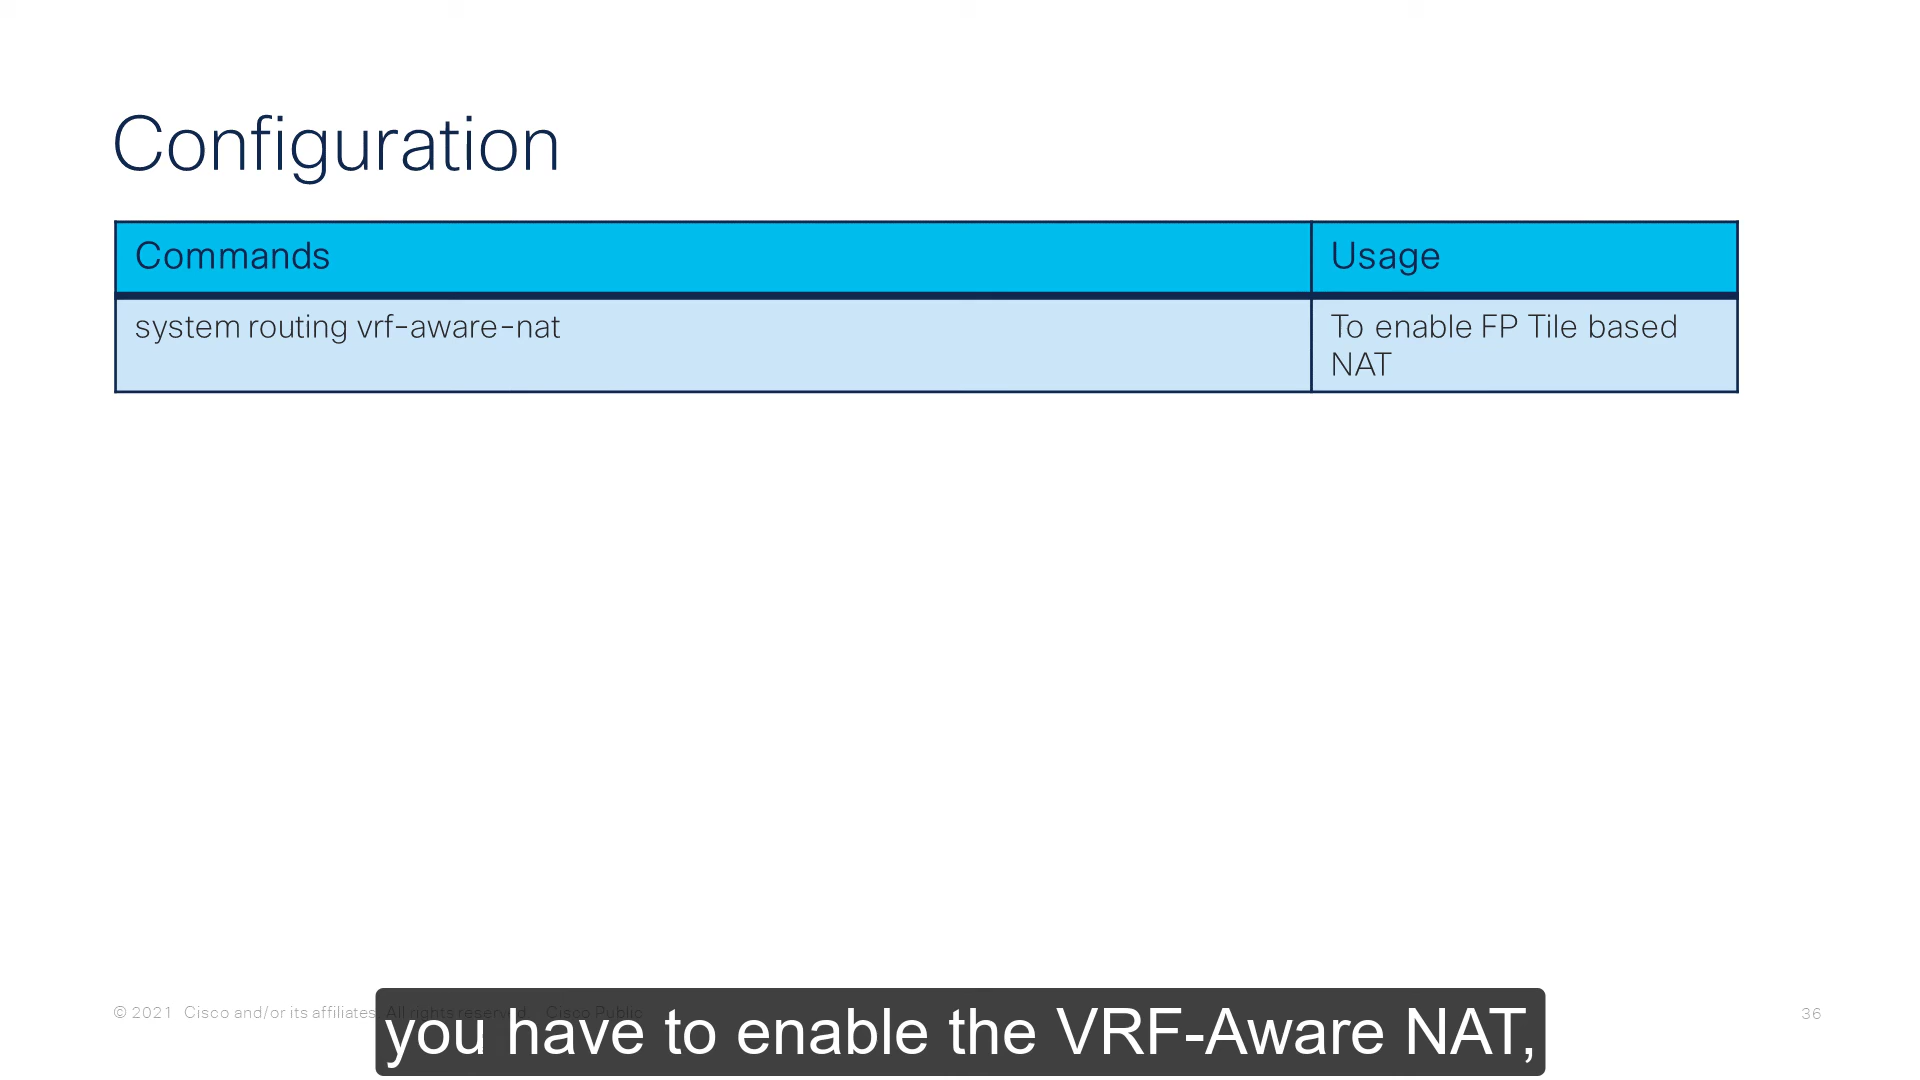 Configuration
Commands
Usage
system routing vrf-aware-nat
To enable FP Tile based
NAT
© 2021 Cisco and/or its affiliates. All rights reserved. Cisco Public
36
you have to enable the VRF-Aware NAT,